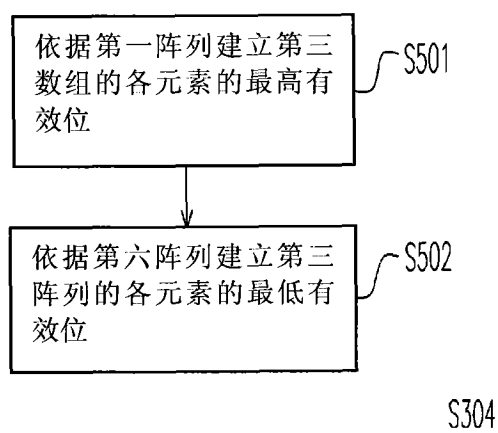 依据第一阵列建立第三
数组的各元素的最高有
效位
S501
依据第六阵列建立第三
阵列的各元素的最低有
效位
S502
S304